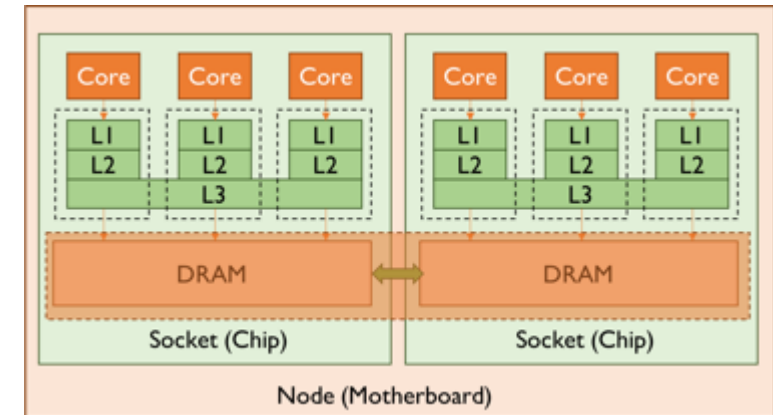 Core Core Core Core Core Core
L1 L1 L1 L1 L1 L1
L2 L2 L2 L2 L2 L2
L3 L3
DRAM DRAM
Socket (Chip) Socket (Chip)
Node (Motherboard)